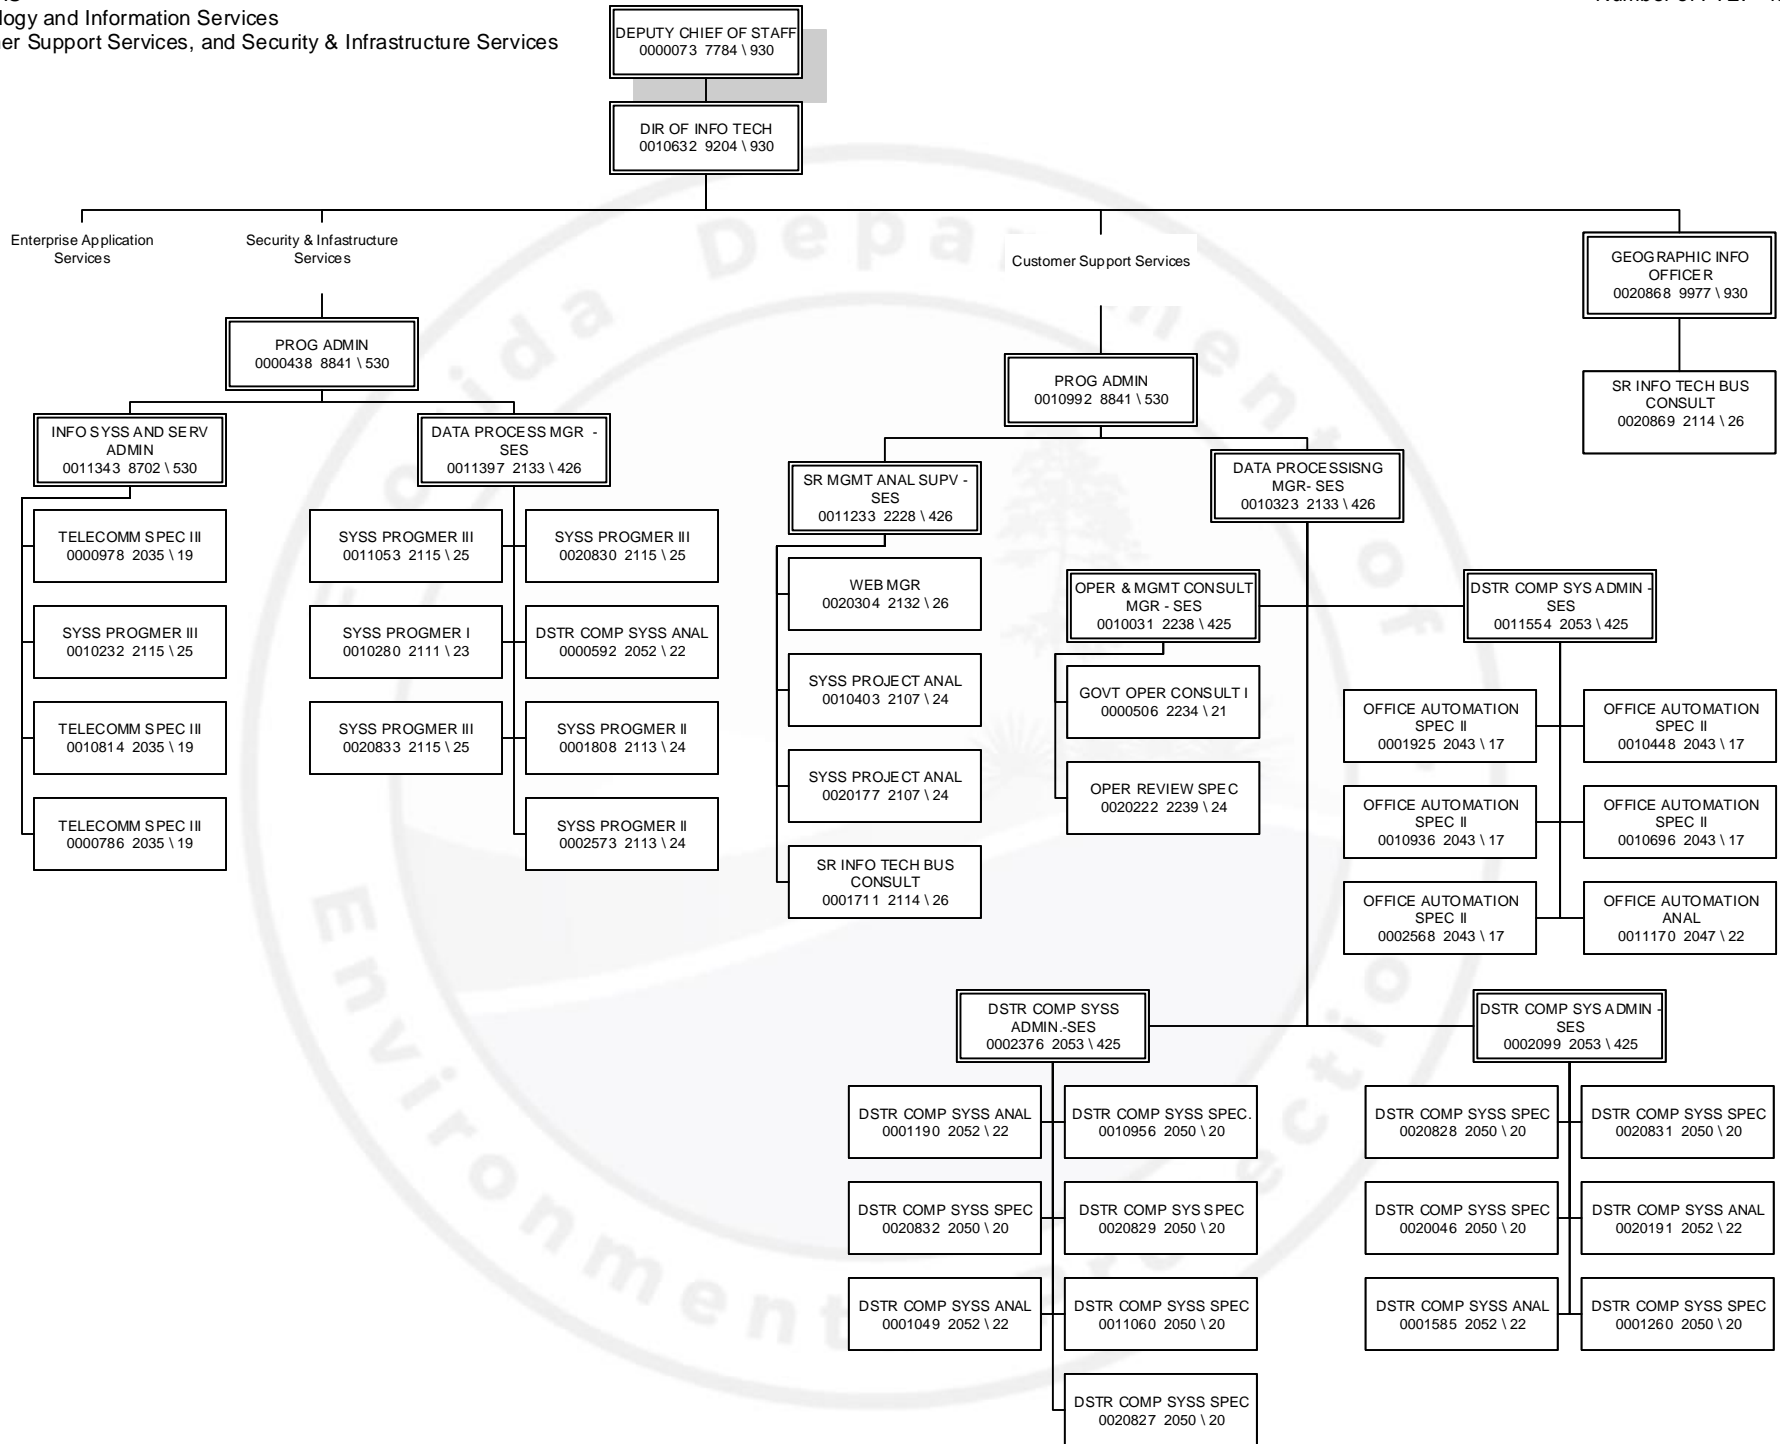 logy and Information Services
er Support Services, and Security & Infrastructure Services
DEPUTY CHIEF OF STAFF
0000073 7784 \ 930
DIR OF INFO TECH
0010632 9204 \ 930
Enterprise Application
Services
Security & Infastructure
Services
Customer Support Services
GEOGRAPHIC INFO
OFFICER
0020868 9977 \ 930
SR INFO TECH BUS
CONSULT
0020869 2114 \ 26
PROG ADMIN
0000438 8841 \ 530
INFO SYSS AND SERV
ADMIN
0011343 8702 \ 530
TELECOMM SPEC III
0000978 2035 \ 19
SYSS PROGMER III
0010232 2115 \ 25
TELECOMM SPEC III
0010814 2035 \ 19
TELECOMM SPEC III
0000786 2035 \ 19
DATA PROCESS MGR -
SES
0011397 2133 \ 426
SYSS PROGMER III
0011053 2115 \ 25
SYSS PROGMER III
0020830 2115 \ 25
SYSS PROGMER I
0010280 2111 \ 23
DSTR COMP SYSS ANAL
0000592 2052 \ 22
SYSS PROGMER III
0020833 2115 \ 25
SYSS PROGMER II
0001808 2113 \ 24
SYSS PROGMER II
0002573 2113 \ 24
PROG ADMIN
0010992 8841 \ 530
SR MGMT ANAL SUPV -
SES
0011233 2228 \ 426
WEB MGR
0020304 2132 \ 26
SYSS PROJECT ANAL
0010403 2107 \ 24
SYSS PROJECT ANAL
0020177 2107 \ 24
SR INFO TECH BUS
CONSULT
0001711 2114 \ 26
DATA PROCESSISNG
MGR- SES
0010323 2133 \ 426
OPER & MGMT CONSULT
MGR - SES
0010031 2238 \ 425
GOVT OPER CONSULT I
0000506 2234 \ 21
OPER REVIEW SPEC
0020222 2239 \ 24
DSTR COMP SYS ADMIN -
SES
0011554 2053 \ 425
OFFICE AUTOMATION
SPEC II
0001925 2043 \ 17
OFFICE AUTOMATION
SPEC II
0010448 2043 \ 17
OFFICE AUTOMATION
SPEC II
0010936 2043 \ 17
OFFICE AUTOMATION
SPEC II
0010696 2043 \ 17
OFFICE AUTOMATION
SPEC II
0002568 2043 \ 17
OFFICE AUTOMATION
ANAL
0011170 2047 \ 22
DSTR COMP SYSS
ADMIN.-SES
0002376 2053 \ 425
DSTR COMP SYSS ANAL
0001190 2052 \ 22
DSTR COMP SYSS SPEC.
0010956 2050 \ 20
DSTR COMP SYSS SPEC
0020832 2050 \ 20
DSTR COMP SYS SPEC
0020829 2050 \ 20
DSTR COMP SYSS ANAL
0001049 2052 \ 22
DSTR COMP SYSS SPEC
0011060 2050 \ 20
DSTR COMP SYSS SPEC
0020827 2050 \ 20
DSTR COMP SYS ADMIN -
SES
0002099 2053 \ 425
DSTR COMP SYSS SPEC
0020828 2050 \ 20
DSTR COMP SYSS SPEC
0020831 2050 \ 20
DSTR COMP SYSS SPEC
0020046 2050 \ 20
DSTR COMP SYSS ANAL
0020191 2052 \ 22
DSTR COMP SYSS ANAL
0001585 2052 \ 22
DSTR COMP SYSS SPEC
0001260 2050 \ 20